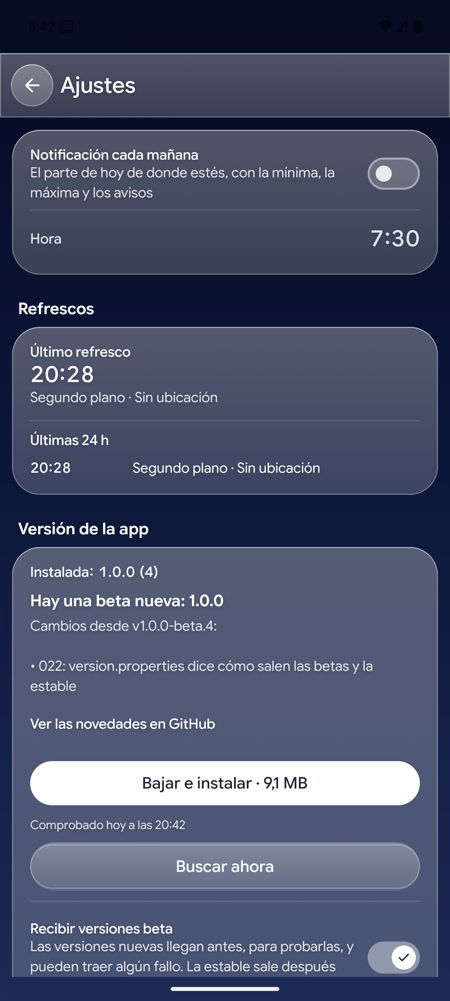 8:42
Ajustes
Notificación cada mañana
El parte de hoy de donde estés, con la mínima, la
máxima y los avisos
Hora
7:30
Refrescos
Último refresco
20:28
Segundo plano · Sin ubicación
Últimas 24 h
20:28 Segundo plano · Sin ubicación
Versión de la app
Instalada: 1.0.0 (4)
Hay una beta nueva: 1.0.0
Cambios desde v1.0.0-beta.4:
• 022: version.properties dice cómo salen las betas y la
estable
Ver las novedades en GitHub
Bajar e instalar · 9,1 MB
Comprobado hoy a las 20:42
Buscar ahora
Recibir versiones beta
Las versiones nuevas llegan antes, para probarlas, y
pueden traer algún fallo. La estable sale después